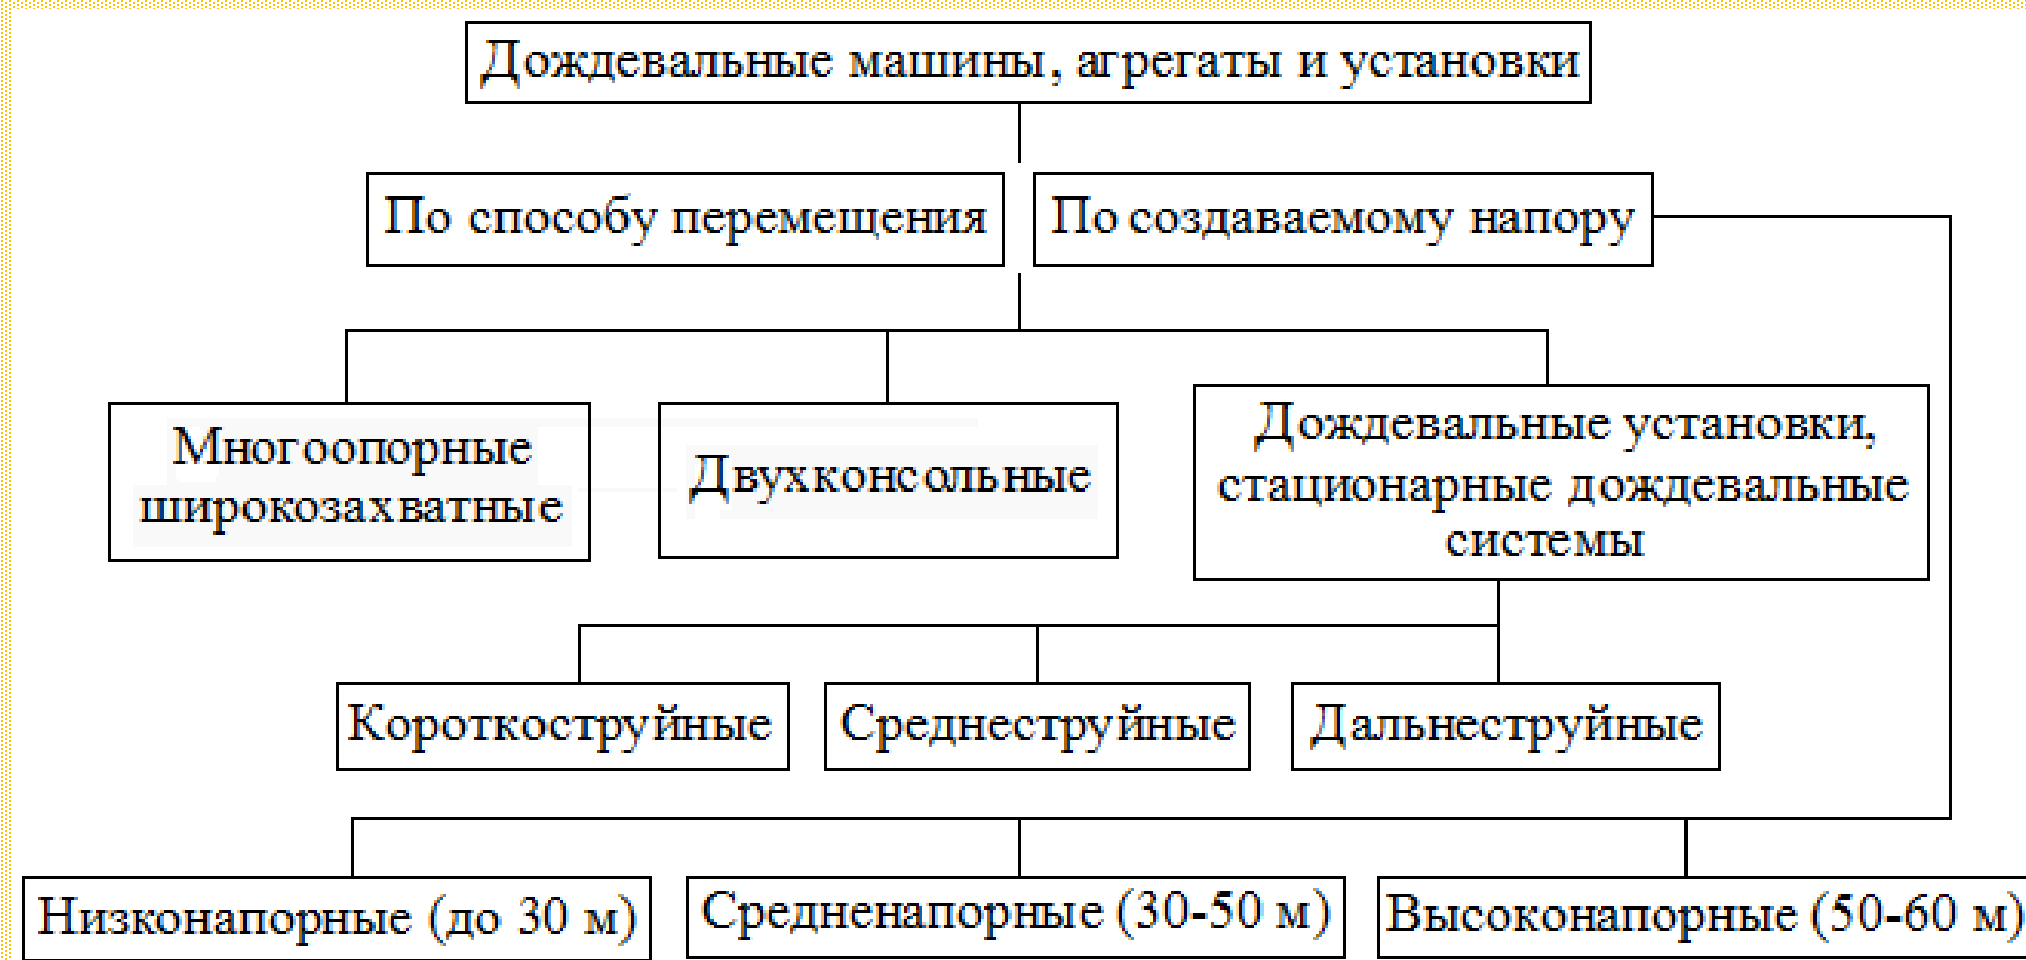 Дождевальные машины, агрегаты и установки
По способу перемещения
По создаваемому напору
Многоопорные
широкозахватные
Двухконсольные
Дождевальные установки,
стационарные дождевальные
системы
Короткоструйные
Среднеструйные
Дальнеструйные
Низконапорные (до 30 м)
Средненапорные (30-50 м)
Высоконапорные (50-60 м)